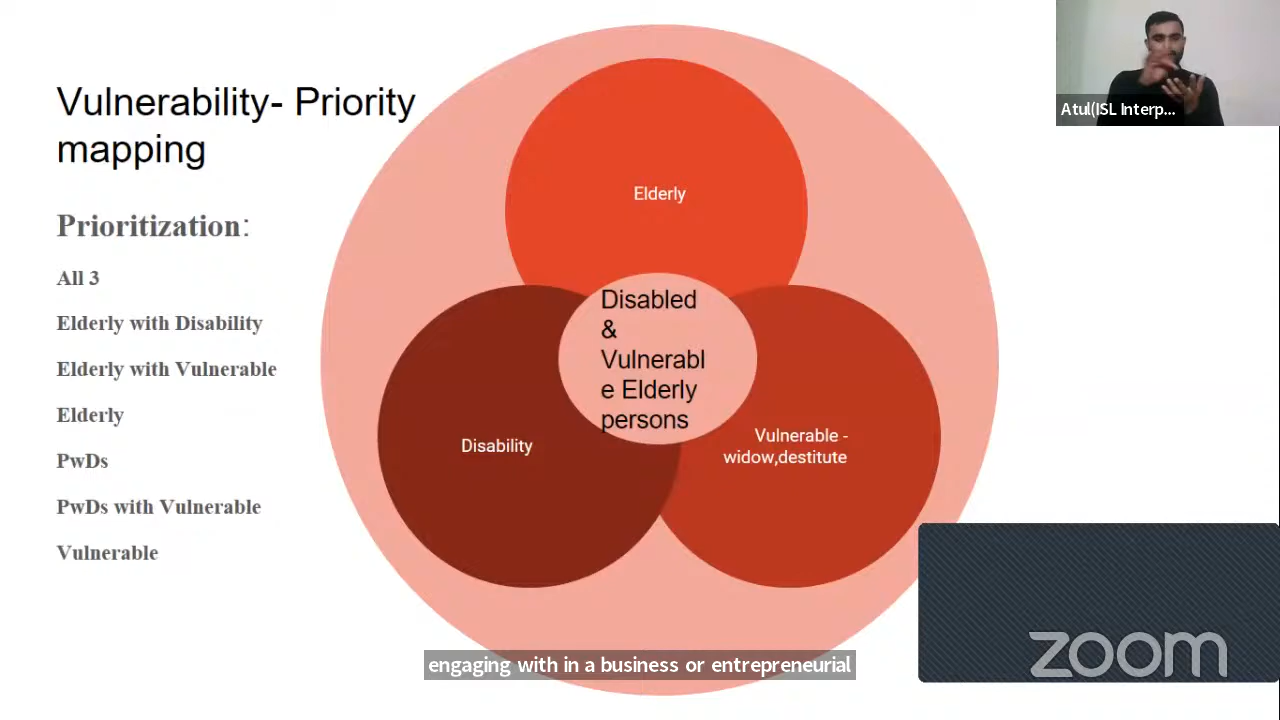 Vulnerability- Priority
mapping
Prioritization:
All 3
Elderly with Disability
Elderly with Vulnerable
Elderly
PwDs
PwDs with Vulnerable
Vulnerable
Elderly
Disabled
&
Vulnerabl
e Elderly
persons
Disability
Vulnerable -
widow,destitute
Atul(ISL Interp...
engaging with in a business or entrepreneurial
zoom